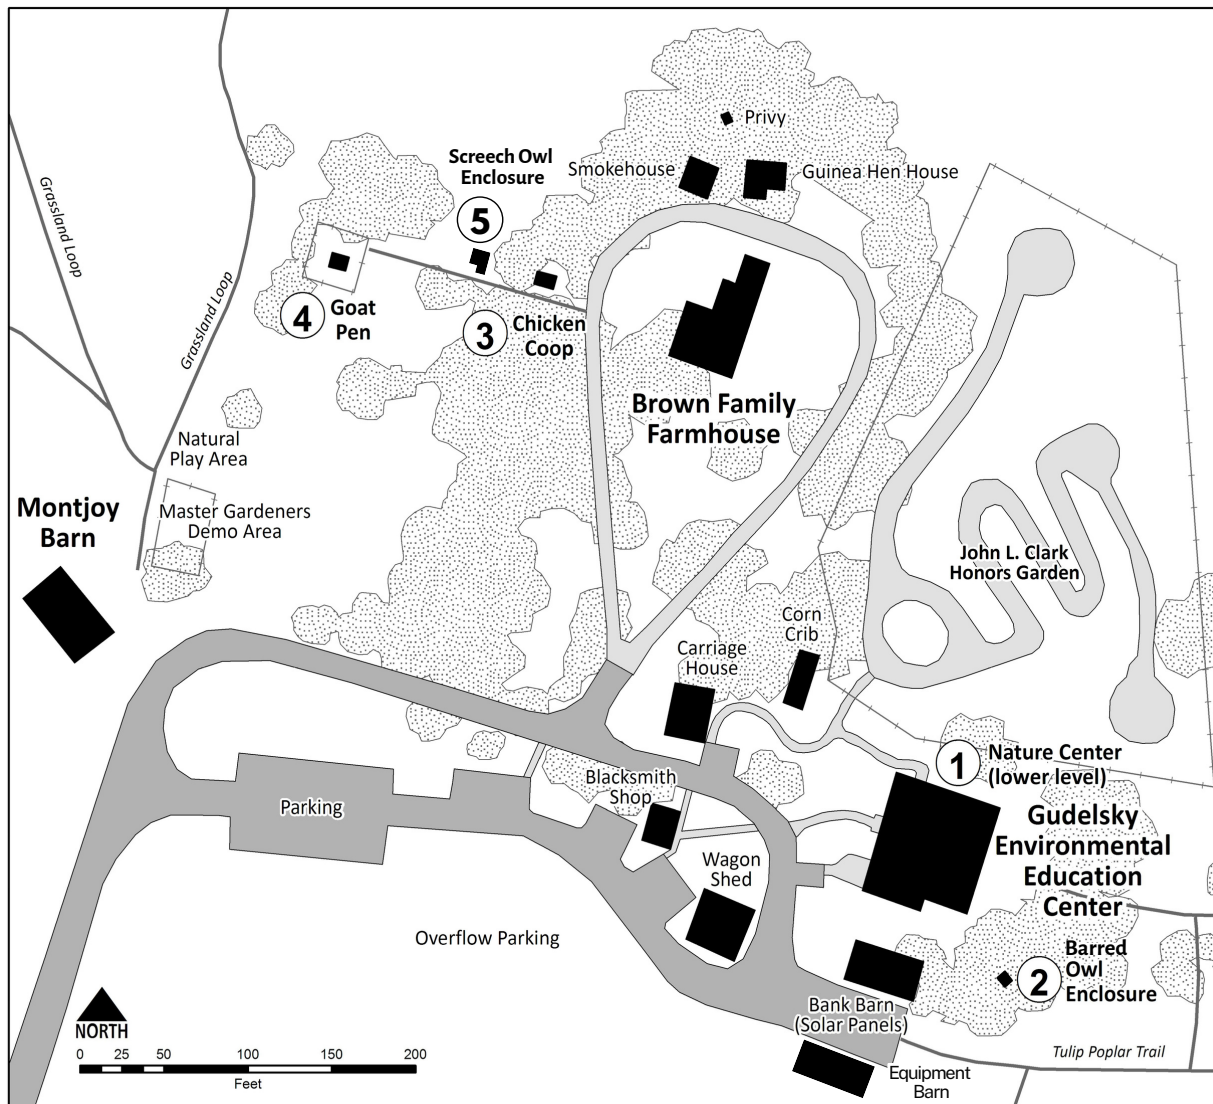 Privy
Screech Owl
Enclosure
Smokehouse
Guinea Hen House
5
Grassland Loop
Grassland Loop
4
Goat
Pen
3
Chicken
Coop
Brown Family
Farmhouse
Natural
Play Area
Montjoy
Barn
Master Gardeners
Demo Area
John L. Clark
Honors Garden
Corn
Crib
Carriage
House
1
Nature Center
(lower level)
Blacksmith
Shop
Parking
Gudelsky
Environmental
Education
Center
Wagon
Shed
Overflow Parking
2
Barred
Owl
Enclosure
Bank Barn
(Solar Panels)
NORTH
Tulip Poplar Trail
0 25 50 100 150 200
Feet
Equipment
Barn